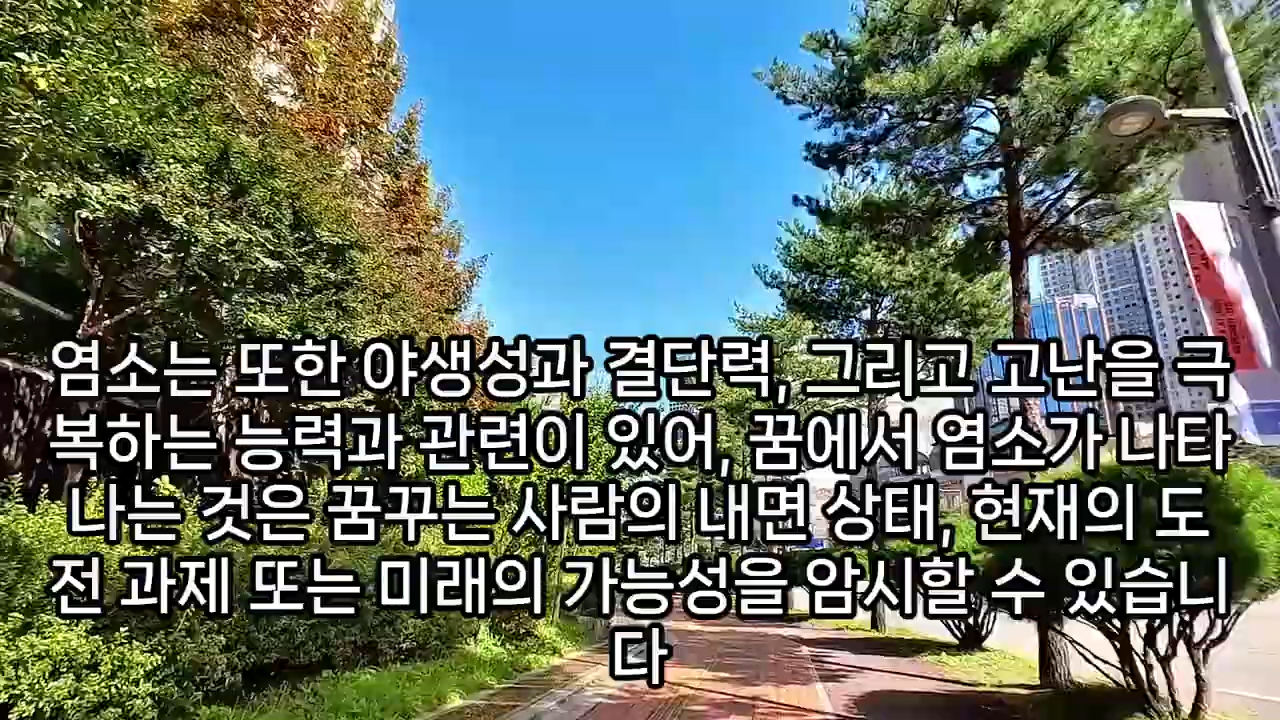 염소는 또한 야생성과 결단력, 그리고 고난을 극
복하는 능력과 관련이 있어, 꿈에서 염소가 나타
나는 것은 꿈꾸는 사람의 내면 상태, 현재의 도
전 과제 또는 미래의 가능성을 암시할 수 있습니
다